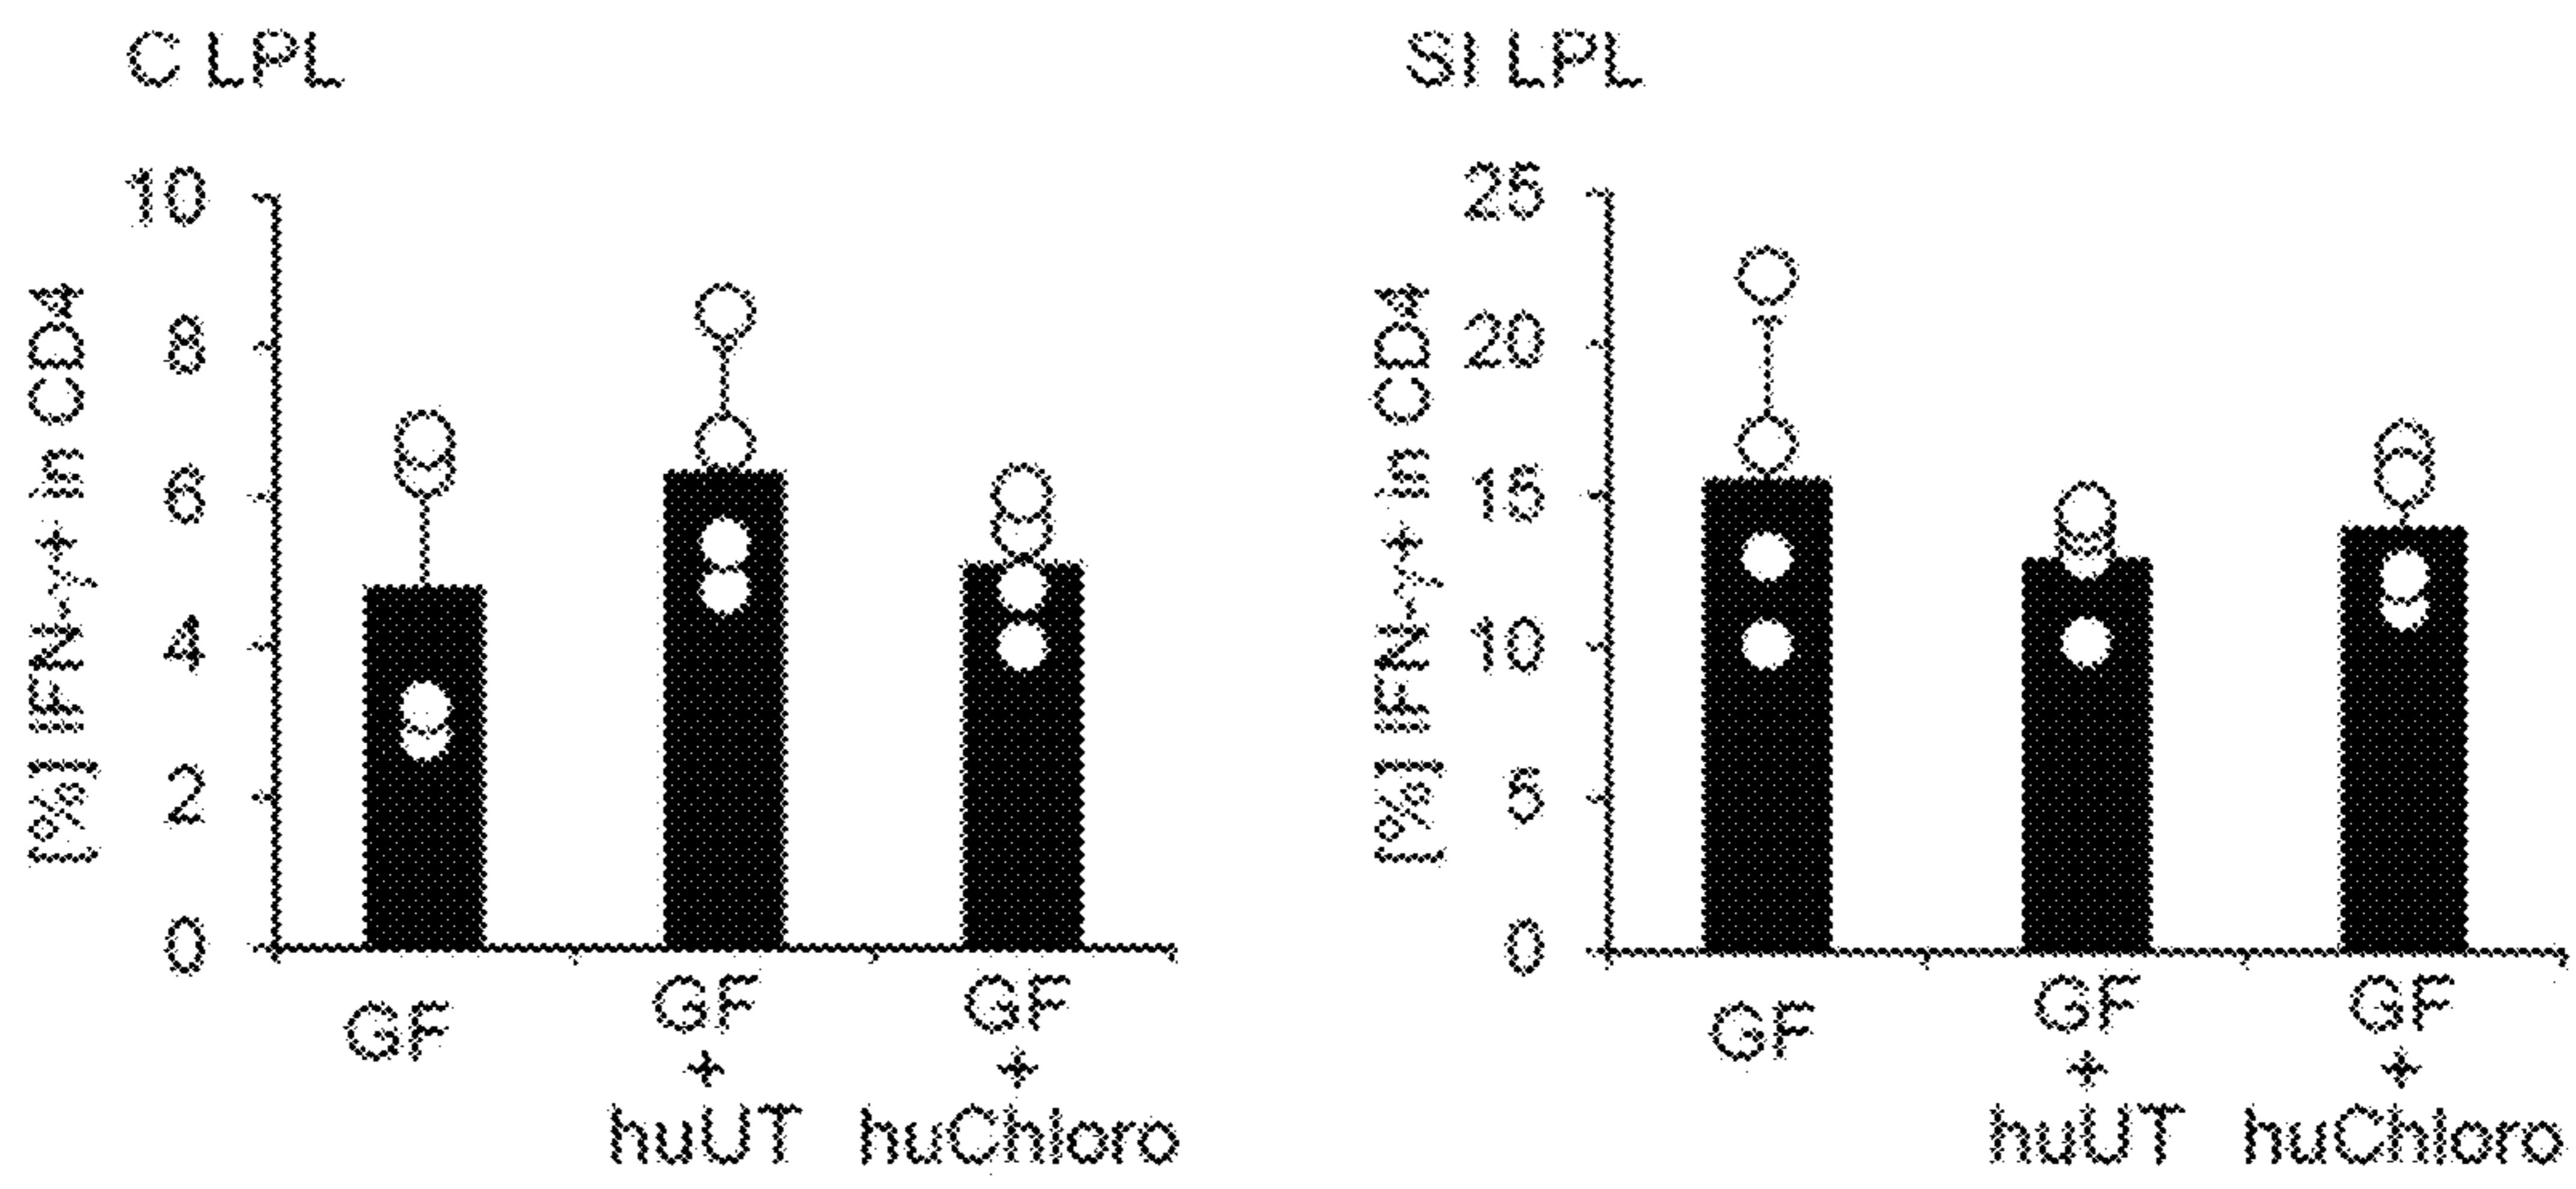 C LPL
[%] IFN-γ+ in CD4
10
8
6
4
2
0
GF
GF
+
huUT
GF
+
huChloro
SI LPL
[%] IFN-γ+ in CD4
25
20
15
10
5
0
GF
GF
+
huUT
GF
+
huChloro